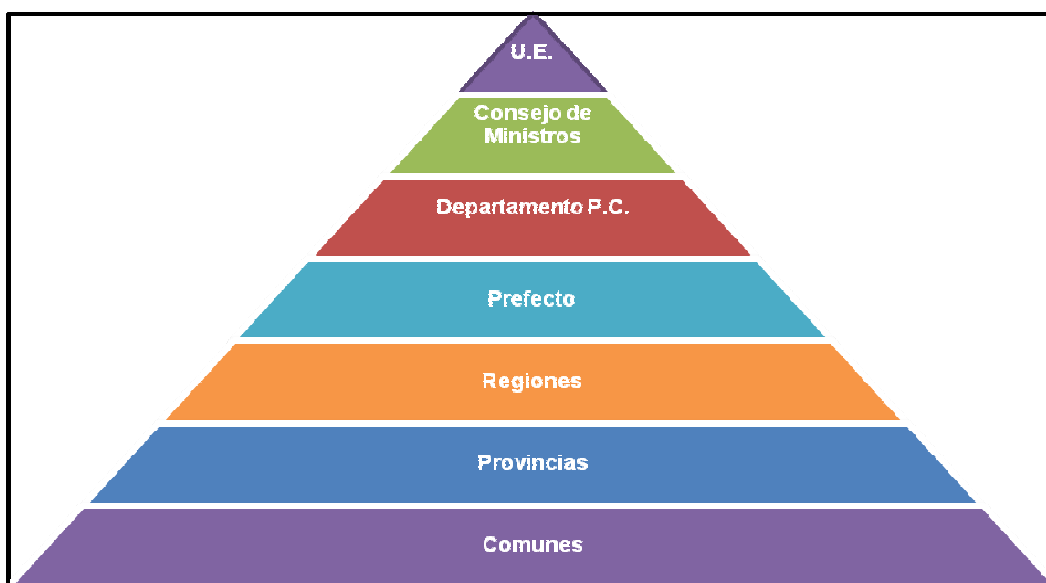 U.E.
Consejo de
Ministros
Departamento P.C.
Prefecto
Regiones
Provincias
Comunes